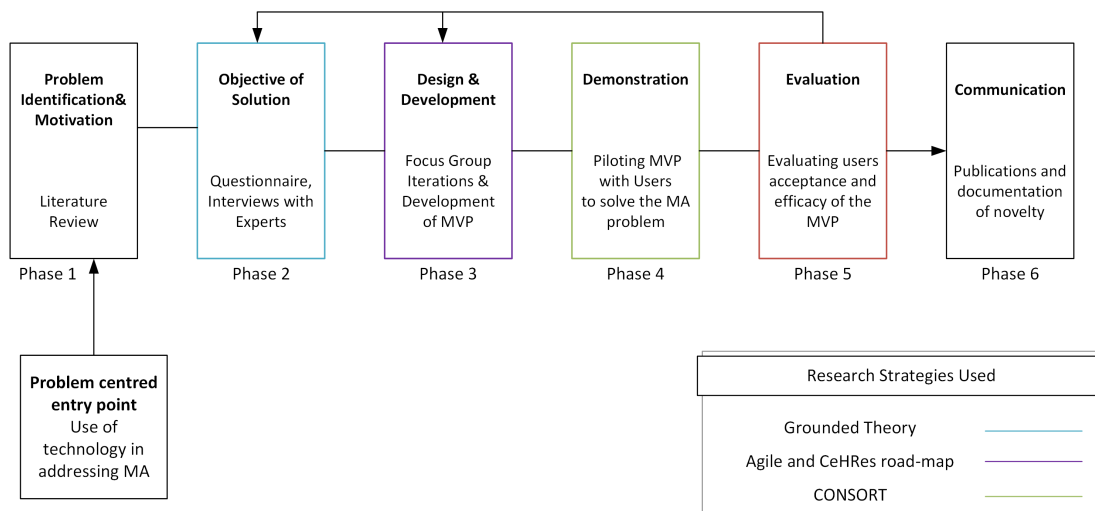 Problem
Identification&
Motivation
Literature
Review
Phase 1
Objective of
Solution
Questionnaire,
Interviews with
Experts
Phase 2
Design &
Development
Focus Group
Iterations &
Development
of MVP
Phase 3
Demonstration
Piloting MVP
with Users
to solve the MA
problem
Phase 4
Evaluation
Evaluating users
acceptance and
efficacy of the
MVP
Phase 5
Communication
Publications and
documentation
of novelty
Phase 6
Problem centred
entry point
Use of
technology in
addressing MA
Research Strategies Used
Grounded Theory
Agile and CeHRes road-map
CONSORT